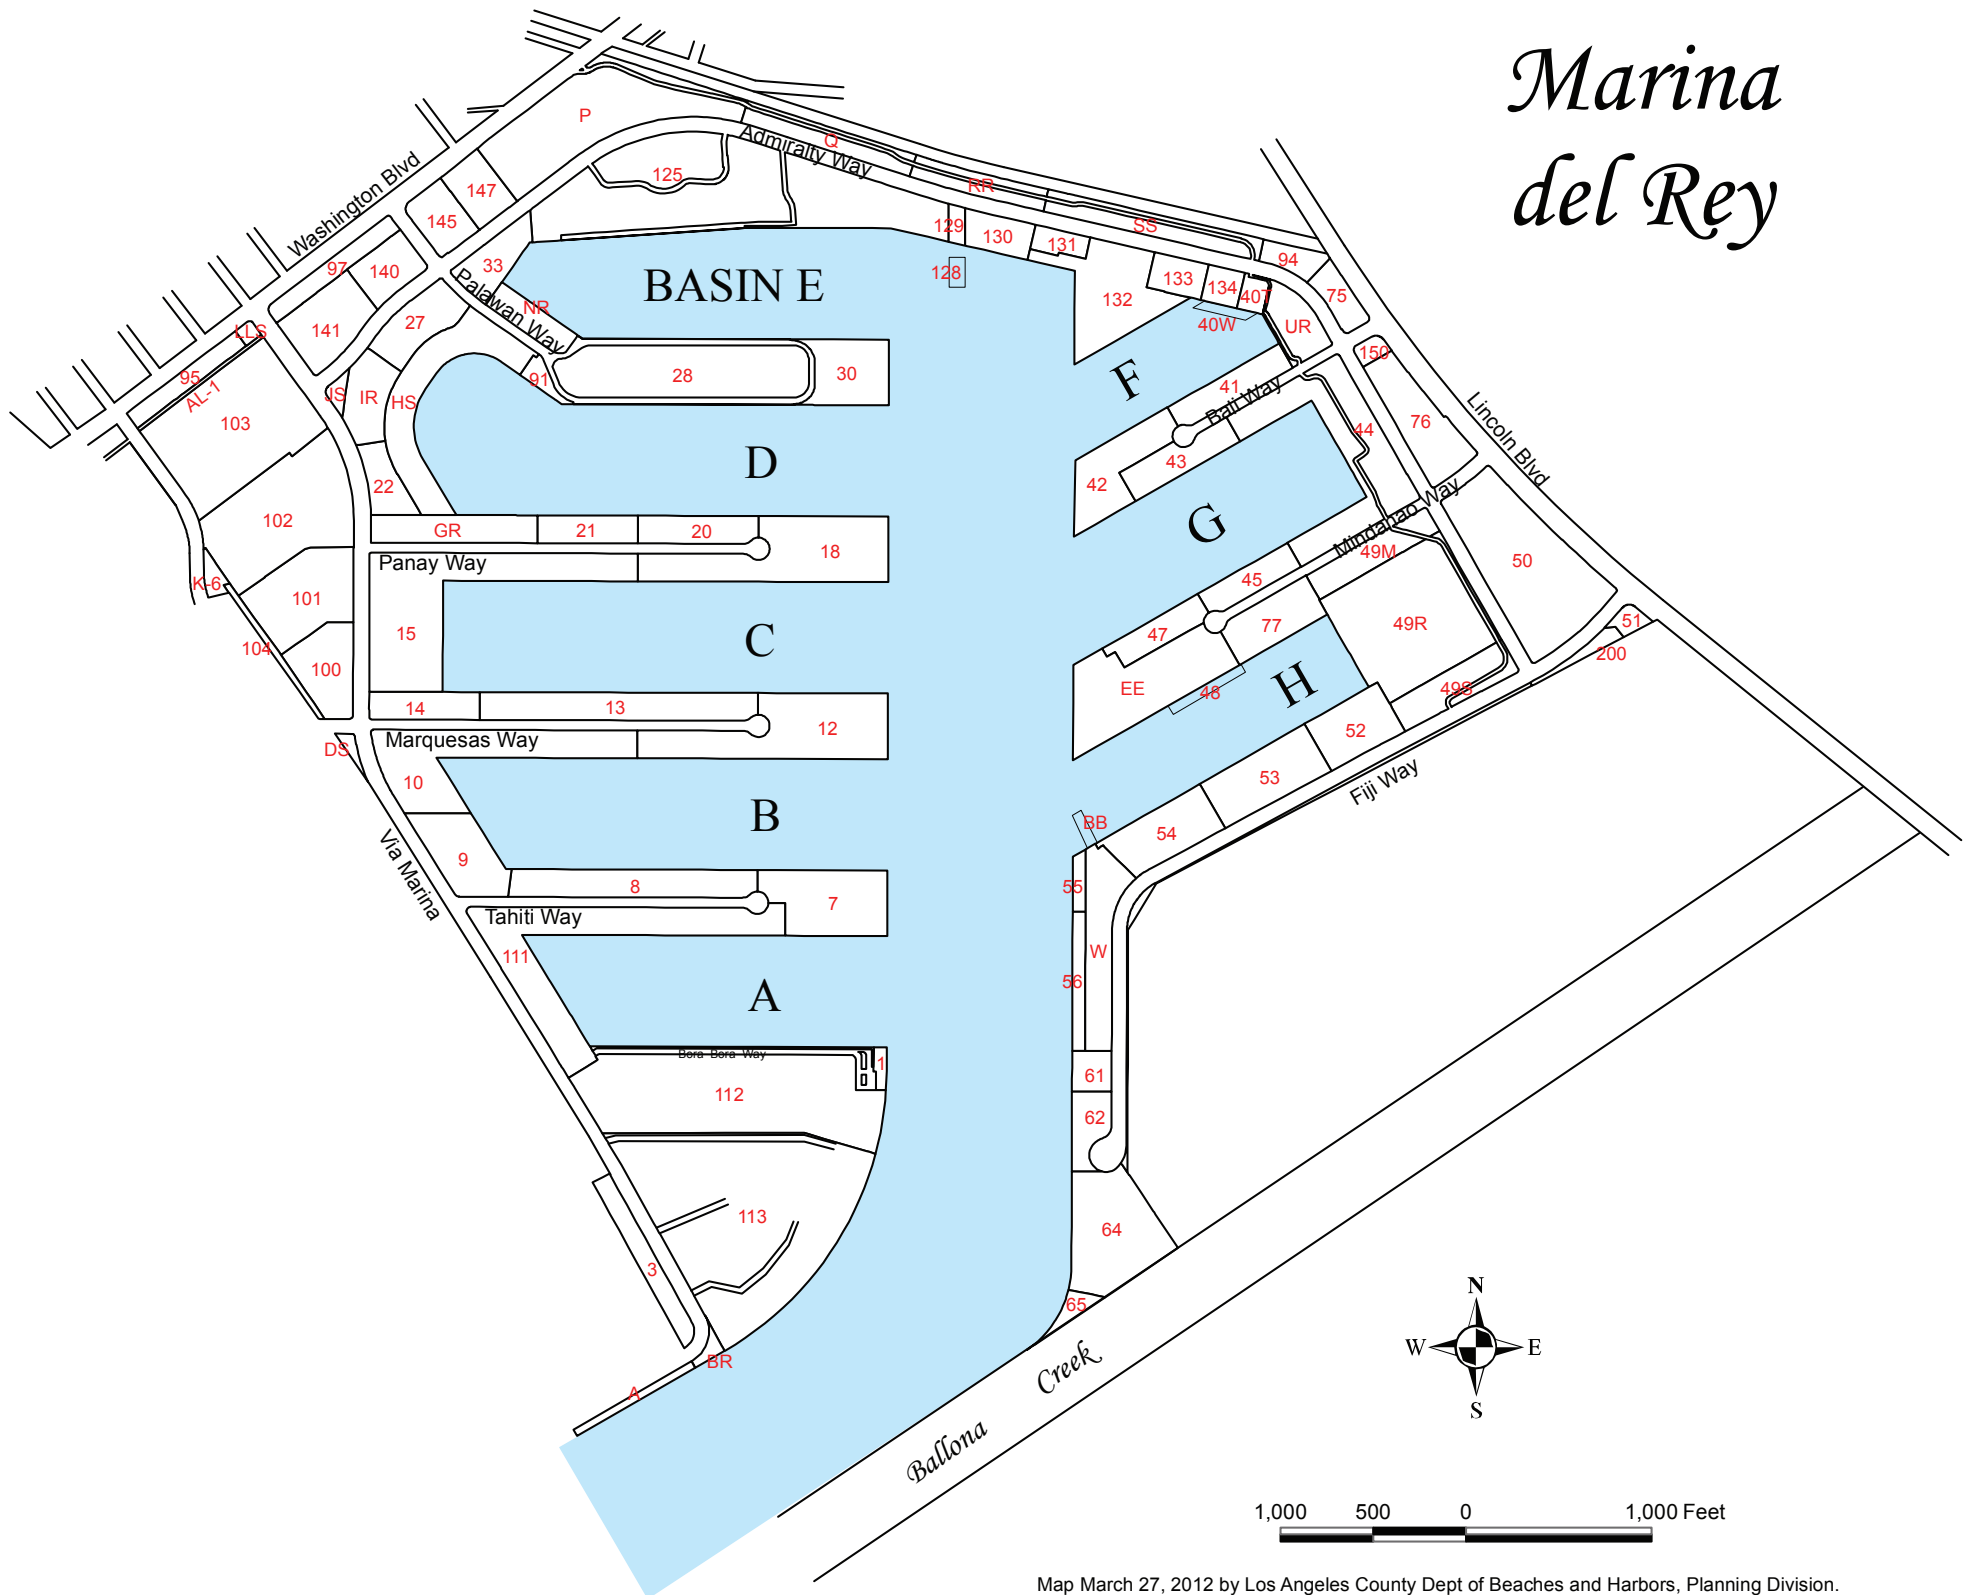 Marina
del Rey
P
Q
Admiralty Way
125
RR
147
145
Washington Blvd
SS
129
130
131
94
97
140
33
128
BASIN E
133
134
40T
75
132
NR
Palawan Way
27
141
LLS
40W
UR
150
95
AL-1
91
28
30
F
41
Bali Way
JS
IR
HS
103
76
44
Lincoln Blvd
D
43
42
22
G
Mindanao Way
102
GR
21
20
18
49M
50
Panay Way
K-6
45
101
15
C
47
77
49R
51
104
100
200
EE
48
H
49S
14
13
12
52
Marquesas Way
DS
10
53
Fiji Way
B
BB
54
Via Marina
9
8
7
55
Tahiti Way
111
W
56
A
Bora Bora Way
1
61
112
62
113
64
3
65
BR
A
Ballona Creek
N
W E
S
1,000 500 0 1,000 Feet
Map March 27, 2012 by Los Angeles County Dept of Beaches and Harbors, Planning Division.